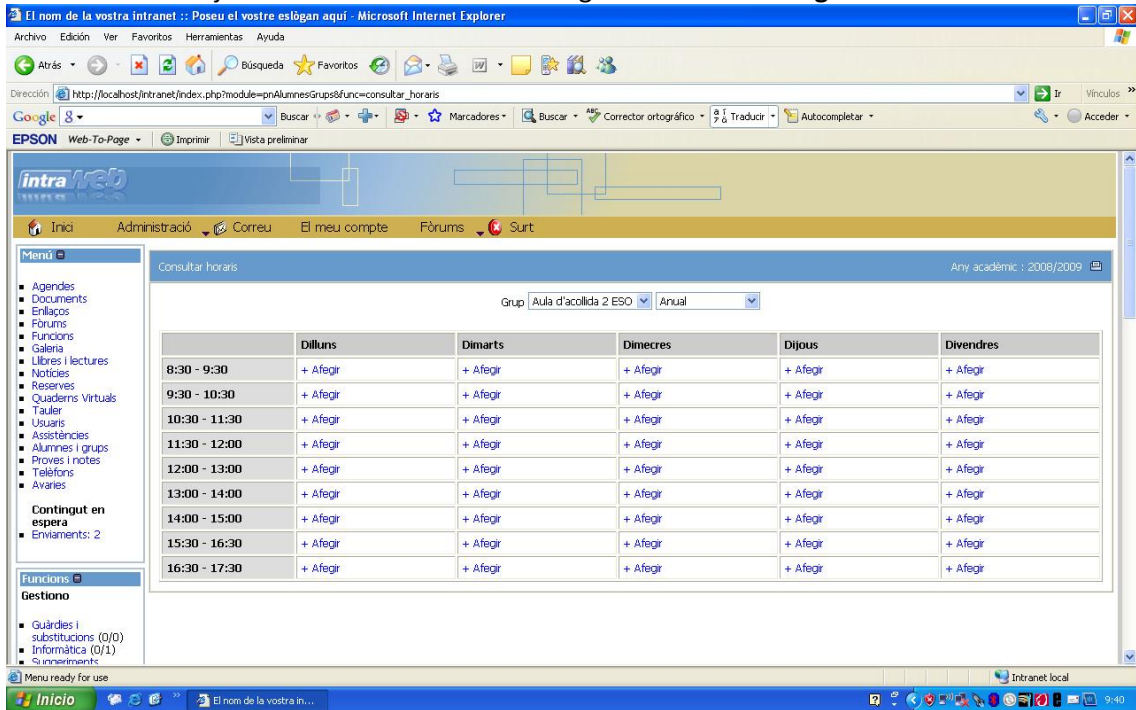 El nom de la vostra intranet :: Poseu el vostre eslògan aquí - Microsoft Internet Explorer
Archivo Edición Ver Favoritos Herramientas Ayuda
Atrás Búsqueda Favoritos
Dirección http://localhost/intranet/index.php?module=pnAlumnesGrups&func=consultar_horaris Ir Vínculos »
Google Buscar Marcadores Buscar Corrector ortográfico Traducir Autocompletar Acceder
EPSON Web-To-Page Imprimir Vista preliminar
intraWeb
Inici Administració Correu El meu compte Fòrums Surt
Menú
Agendes
Documents
Enllaços
Fòrums
Funcions
Galeria
Llibres i lectures
Notícies
Reserves
Quaderns Virtuals
Tauler
Usuaris
Assistències
Alumnes i grups
Proves i notes
Telèfons
Avaries
Contingut en
espera
Enviaments: 2
Funcions
Gestiono
Guàrdies i
substitucions (0/0)
Informàtica (0/1)
Suggeriments
Consultar horaris Any acadèmic : 2008/2009
Grup Aula d'acollida 2 ESO Anual
Dilluns Dimarts Dimecres Dijous Divendres
8:30 - 9:30 + Afegir + Afegir + Afegir + Afegir + Afegir
9:30 - 10:30 + Afegir + Afegir + Afegir + Afegir + Afegir
10:30 - 11:30 + Afegir + Afegir + Afegir + Afegir + Afegir
11:30 - 12:00 + Afegir + Afegir + Afegir + Afegir + Afegir
12:00 - 13:00 + Afegir + Afegir + Afegir + Afegir + Afegir
13:00 - 14:00 + Afegir + Afegir + Afegir + Afegir + Afegir
14:00 - 15:00 + Afegir + Afegir + Afegir + Afegir + Afegir
15:30 - 16:30 + Afegir + Afegir + Afegir + Afegir + Afegir
16:30 - 17:30 + Afegir + Afegir + Afegir + Afegir + Afegir
Menu ready for use Intranet local
Inicio » El nom de la vostra in... 9:40